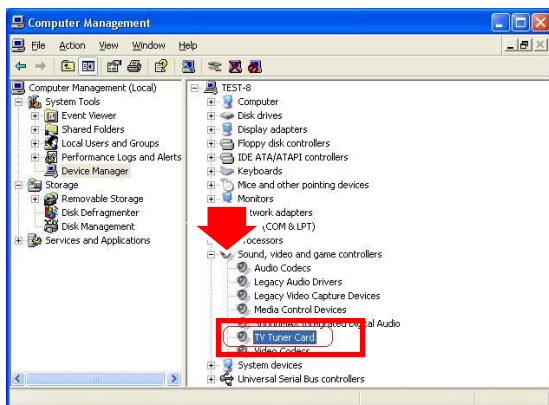 Computer Management
File Action View Window Help
Computer Management (Local)
System Tools
Event Viewer
Shared Folders
Local Users and Groups
Performance Logs and Alerts
Device Manager
Storage
Removable Storage
Disk Defragmenter
Disk Management
Services and Applications
TEST-8
Computer
Disk drives
Display adapters
Floppy disk controllers
IDE ATA/ATAPI controllers
Keyboards
Mice and other pointing devices
Monitors
adapters
(COM & LPT)
Sound, video and game controllers
Audio Codecs
Legacy Audio Drivers
Legacy Video Capture Devices
Media Control Devices
Integrated Digital Audio
TV Tuner Card
Video Codecs
System devices
Universal Serial Bus controllers